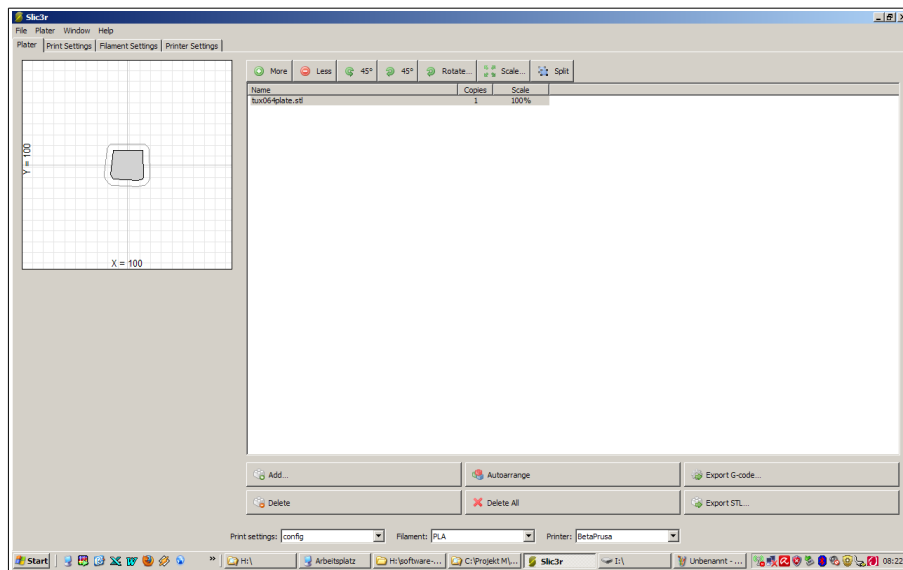 Slic3r
File Plater Window Help
Plater Print Settings Filament Settings Printer Settings
More Less 45° 45° Rotate... Scale... Split
Name Copies Scale
tux064plate.stl 1 100%
Y = 100
X = 100
Add... Autoarrange Export G-code...
Delete Delete All Export STL...
Print settings: config Filament: PLA Printer: BetaPrusa
Start » H:\ Arbeitsplatz H:\software-... C:\Projekt M\... Slic3r I:\ Unbenannt - ... 08:22